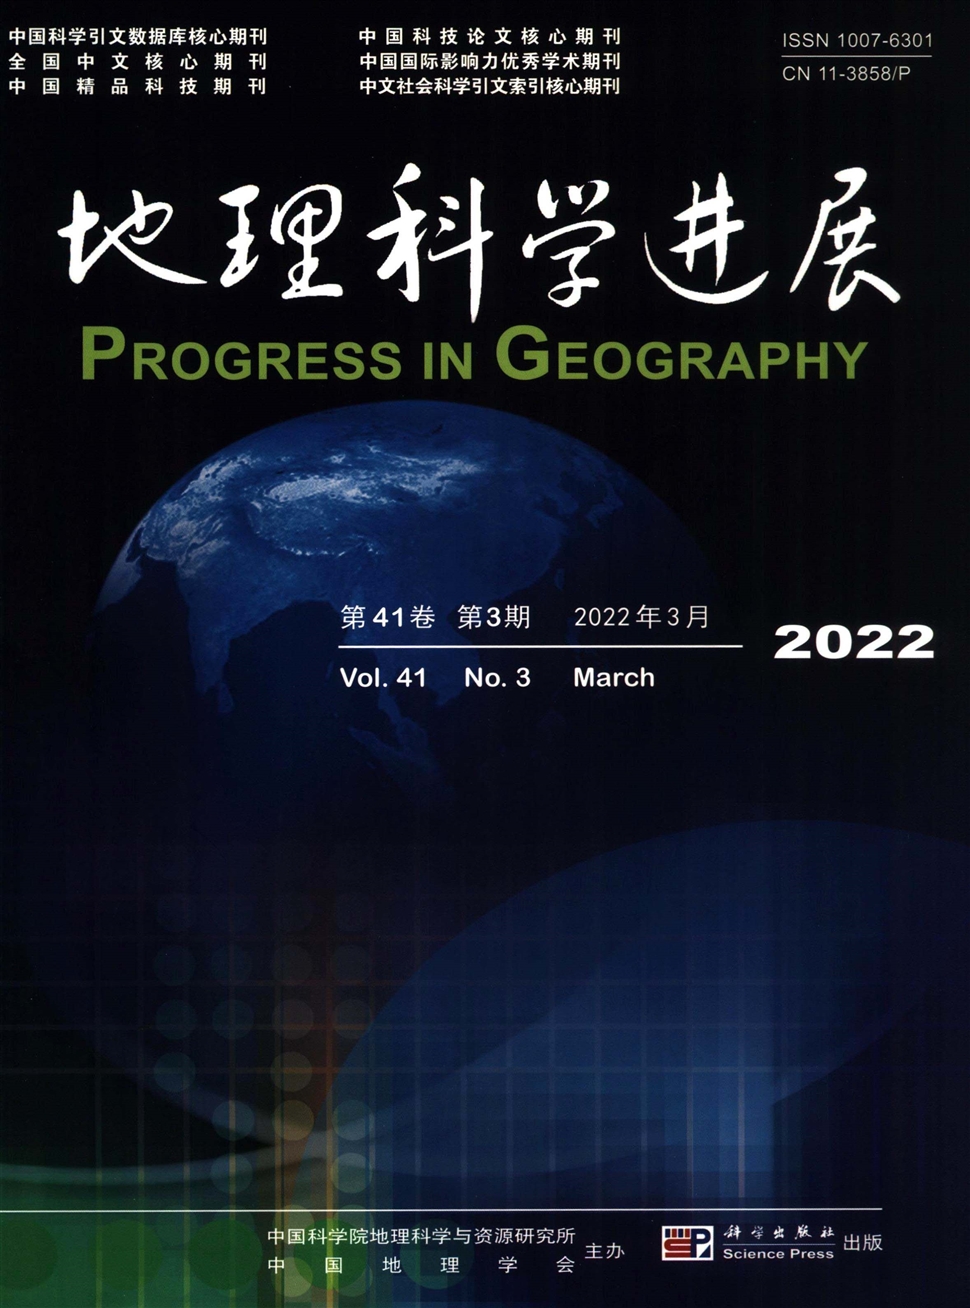 中国科学引文数据库核心期刊
全国中文核心期刊
中国精品科技期刊
中国科技论文核心期刊
中国国际影响力优秀学术期刊
中文社会科学引文索引核心期刊
ISSN 1007-6301
CN 11-3858/P
地理科学进展
PROGRESS IN GEOGRAPHY
第41卷 第3期 2022年3月
Vol. 41 No. 3 March
2022
中国科学院地理科学与资源研究所
中国地理学会
主办
科学出版社
Science Press
出版